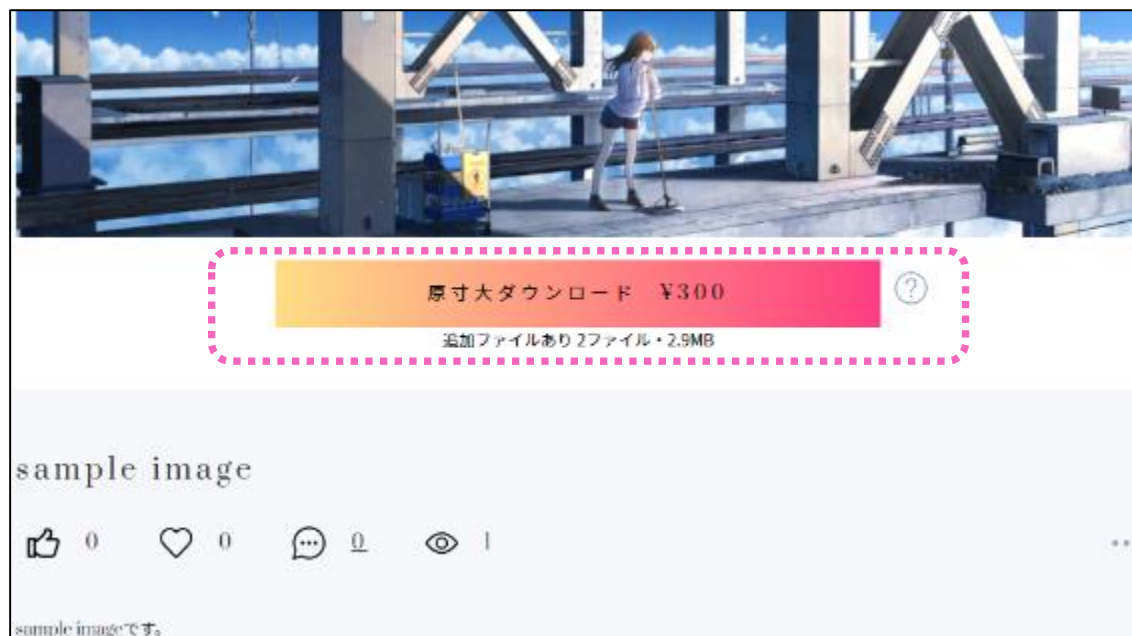 原寸大ダウンロード ¥300
?
追加ファイルあり 2ファイル・2.9MB
sample image
0 0 0 1
sample imageです。